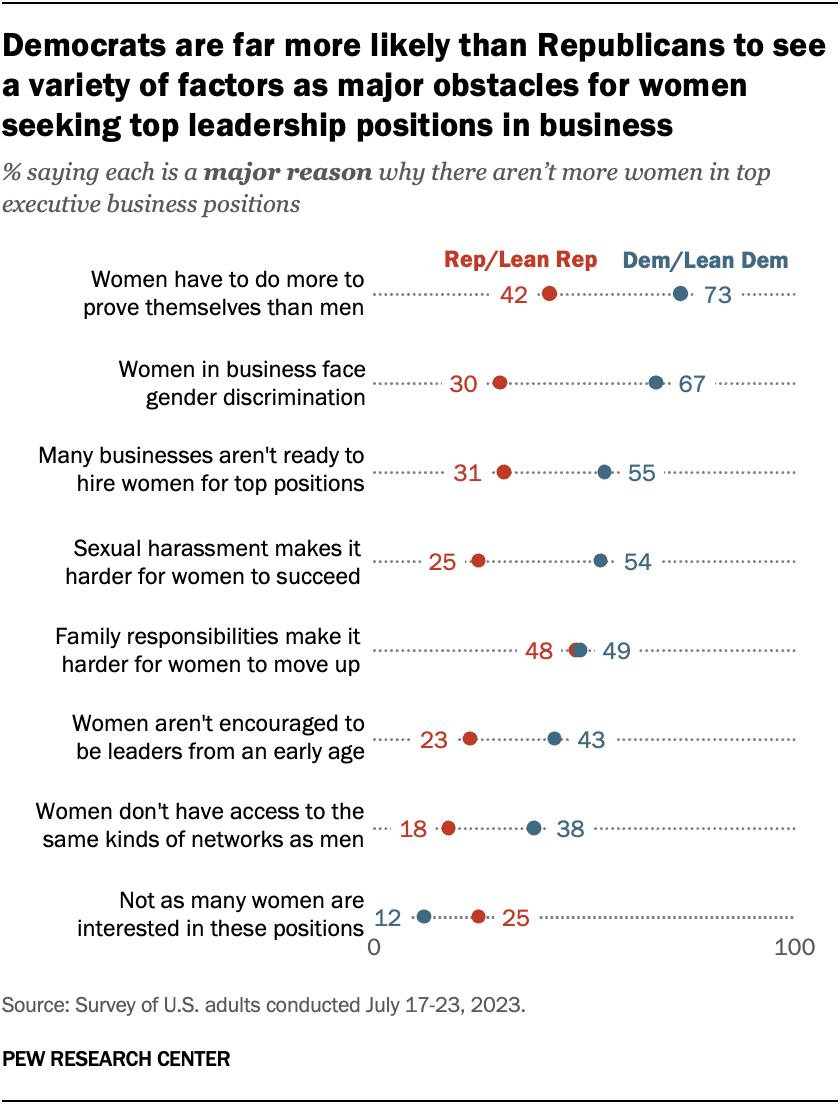 Democrats are far more likely than Republicans to see
a variety of factors as major obstacles for women
seeking top leadership positions in business
% saying each is a major reason why there aren’t more women in top
executive business positions
Rep/Lean Rep Dem/Lean Dem
Women have to do more to
prove themselves than men
42 73
Women in business face
gender discrimination
30 67
Many businesses aren't ready to
hire women for top positions
31 55
Sexual harassment makes it
harder for women to succeed
25 54
Family responsibilities make it
harder for women to move up
48 49
Women aren't encouraged to
be leaders from an early age
23 43
Women don't have access to the
same kinds of networks as men
18 38
Not as many women are
interested in these positions
12 25
0 100
Source: Survey of U.S. adults conducted July 17-23, 2023.
PEW RESEARCH CENTER